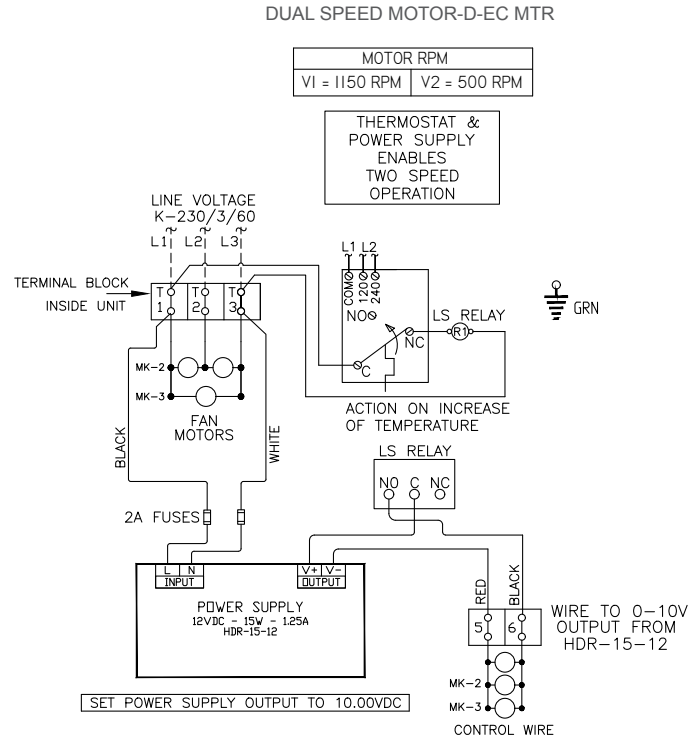 DUAL SPEED MOTOR-D-EC MTR
MOTOR RPM
V1 = 1150 RPM V2 = 500 RPM
THERMOSTAT &
POWER SUPPLY
ENABLES
TWO SPEED
OPERATION
LINE VOLTAGE
K-230/3/60
L1 L2 L3
TERMINAL BLOCK
INSIDE UNIT
T T T
1 2 3
L1 L2
COM 120 240
NO
NC
C
LS RELAY
R1
GRN
MK-2
MK-3
FAN
MOTORS
ACTION ON INCREASE
OF TEMPERATURE
BLACK
WHITE
LS RELAY
NO C NC
2A FUSES
L N
INPUT
V+ V-
OUTPUT
POWER SUPPLY
12VDC - 15W - 1.25A
HDR-15-12
RED
BLACK
5 6
WIRE TO 0-10V
OUTPUT FROM
HDR-15-12
MK-2
MK-3
CONTROL WIRE
SET POWER SUPPLY OUTPUT TO 10.00VDC